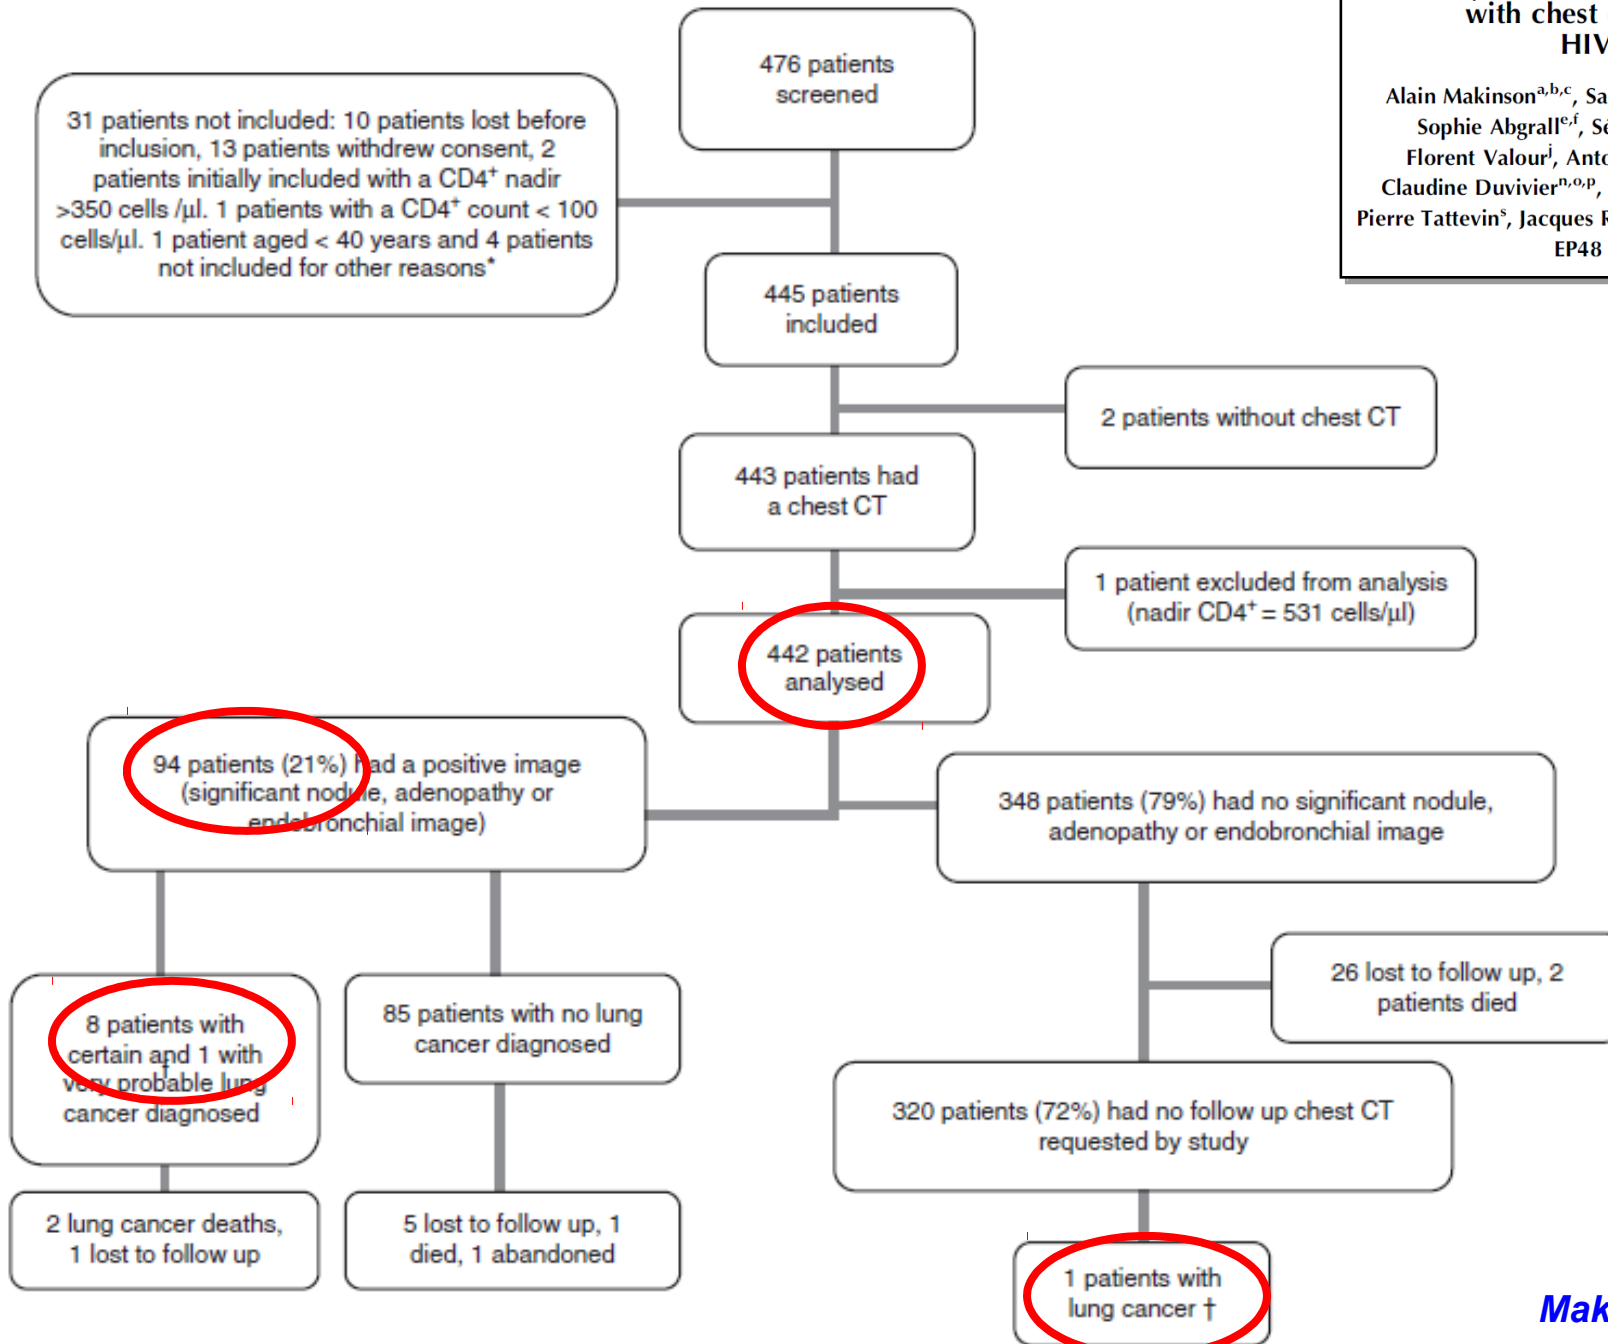 with chest
HIV
Alain Makinson^a,b,c, Sa
Sophie Abgrall^e,f, Sé
Florent Valour^j, Anto
Claudine Duvivier^n,o,p,
Pierre Tattevin^s, Jacques R
EP48
476 patients
screened
31 patients not included: 10 patients lost before
inclusion, 13 patients withdrew consent, 2
patients initially included with a CD4⁺ nadir
>350 cells /μl. 1 patients with a CD4⁺ count < 100
cells/μl. 1 patient aged < 40 years and 4 patients
not included for other reasons*
445 patients
included
2 patients without chest CT
443 patients had
a chest CT
1 patient excluded from analysis
(nadir CD4⁺ = 531 cells/μl)
442 patients
analysed
94 patients (21%) had a positive image
(significant nodule, adenopathy or
endobronchial image)
348 patients (79%) had no significant nodule,
adenopathy or endobronchial image
26 lost to follow up, 2
patients died
8 patients with
certain and 1 with
†
very probable lung
cancer diagnosed
85 patients with no lung
cancer diagnosed
320 patients (72%) had no follow up chest CT
requested by study
2 lung cancer deaths,
1 lost to follow up
5 lost to follow up, 1
died, 1 abandoned
1 patients with
lung cancer †
Mak